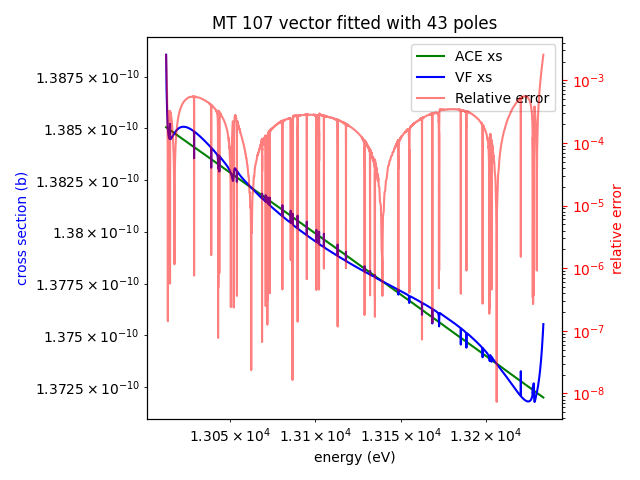 MT 107 vector fitted with 43 poles
ACE xs
VF xs
Relative error
1.3875 × 10⁻¹⁰
1.385 × 10⁻¹⁰
1.3825 × 10⁻¹⁰
1.38 × 10⁻¹⁰
1.3775 × 10⁻¹⁰
1.375 × 10⁻¹⁰
1.3725 × 10⁻¹⁰
cross section (b)
10⁻³
10⁻⁴
10⁻⁵
10⁻⁶
10⁻⁷
10⁻⁸
relative error
1.305 × 10⁴ 1.31 × 10⁴ 1.315 × 10⁴ 1.32 × 10⁴
energy (eV)